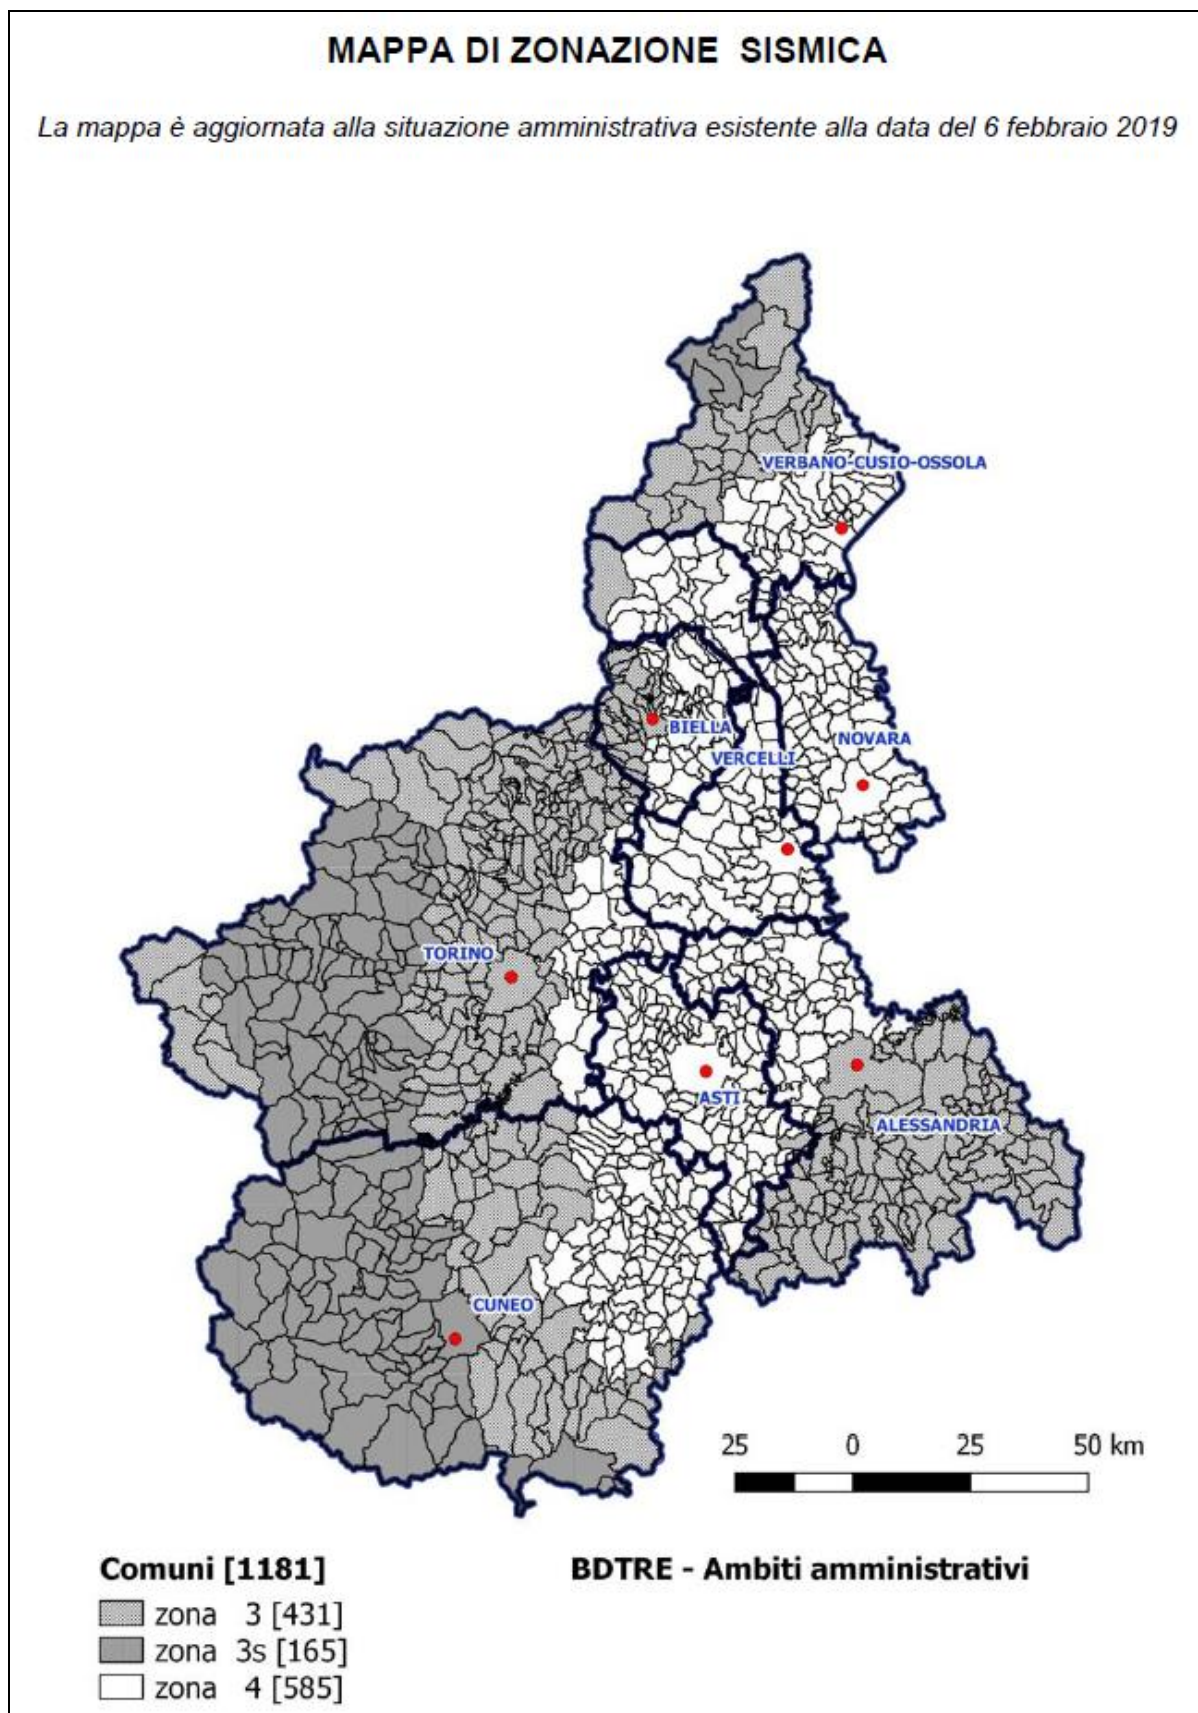 MAPPA DI ZONAZIONE SISMICA
La mappa è aggiornata alla situazione amministrativa esistente alla data del 6 febbraio 2019
VERBANO-CUSIO-OSSOLA
BIELLA
VERCELLI
NOVARA
TORINO
ASTI
ALESSANDRIA
CUNEO
25 0 25 50 km
Comuni [1181]
BDTRE - Ambiti amministrativi
zona 3 [431]
zona 3s [165]
zona 4 [585]